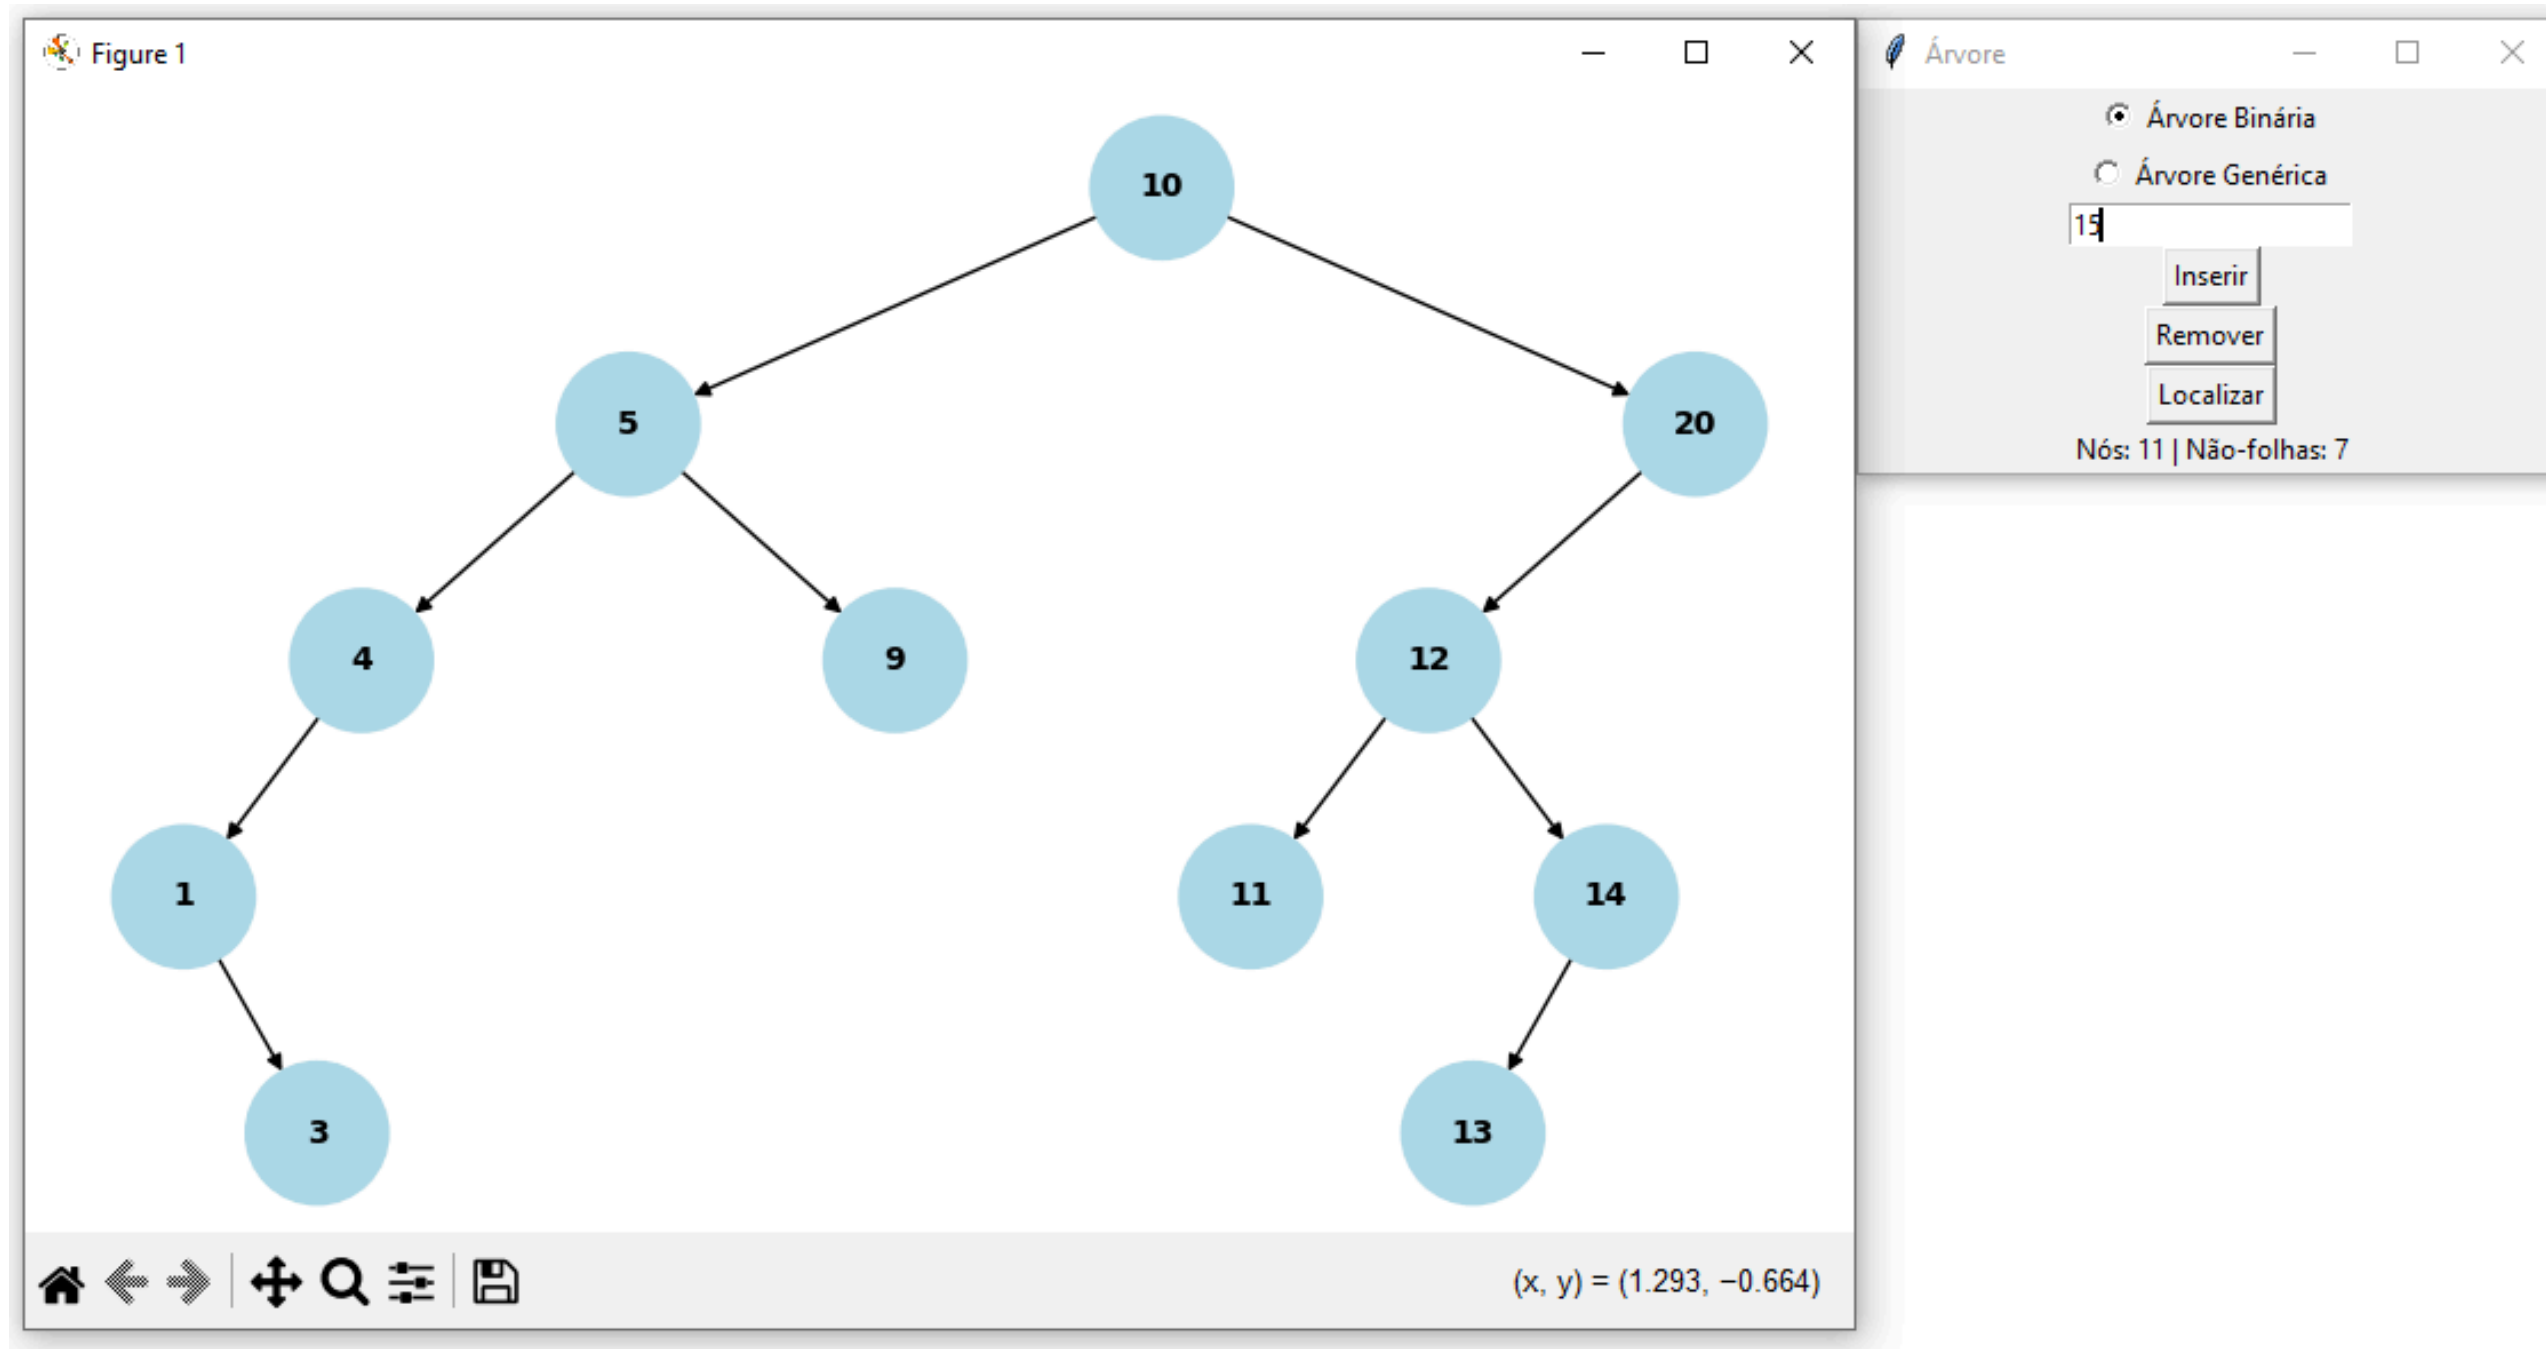 Figure 1
10
5
20
4
9
12
1
11
14
3
13
(x, y) = (1.293, −0.664)
Árvore
Árvore Binária
Árvore Genérica
15
Inserir
Remover
Localizar
Nós: 11 | Não-folhas: 7